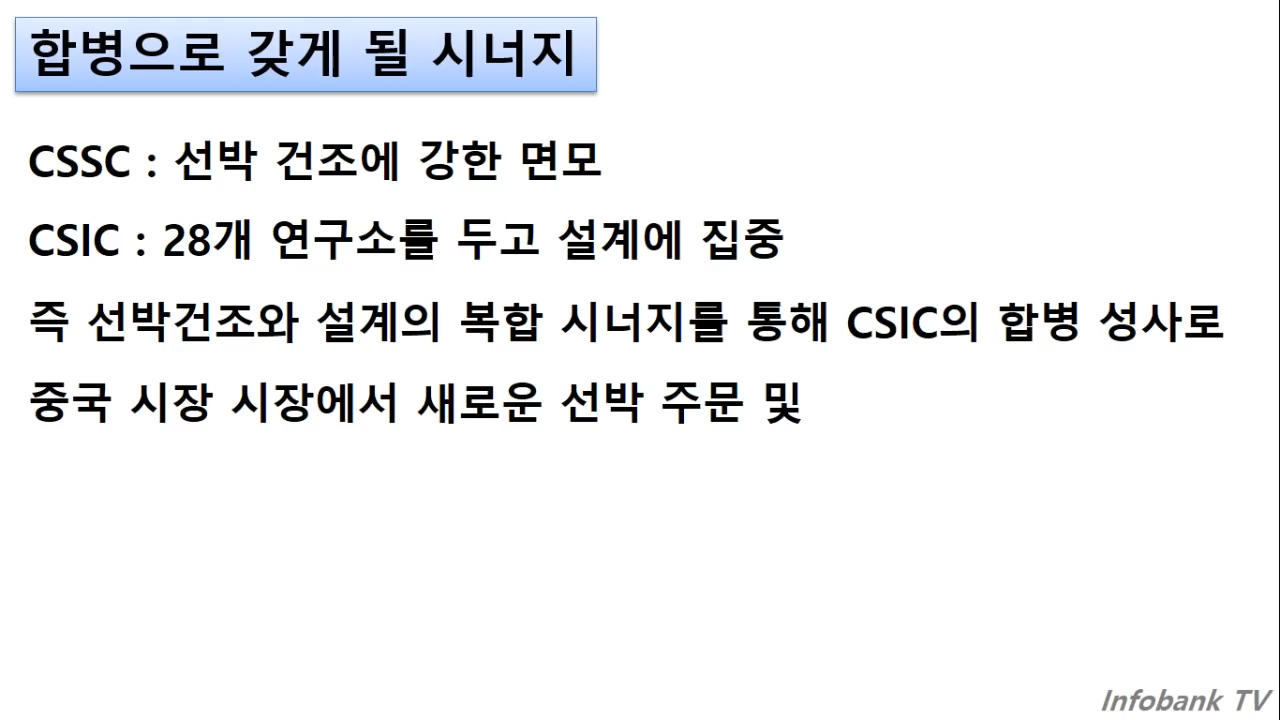 합병으로 갖게 될 시너지
CSSC : 선박 건조에 강한 면모
CSIC : 28개 연구소를 두고 설계에 집중
즉 선박건조와 설계의 복합 시너지를 통해 CSIC의 합병 성사로
중국 시장 시장에서 새로운 선박 주문 및
Infobank TV